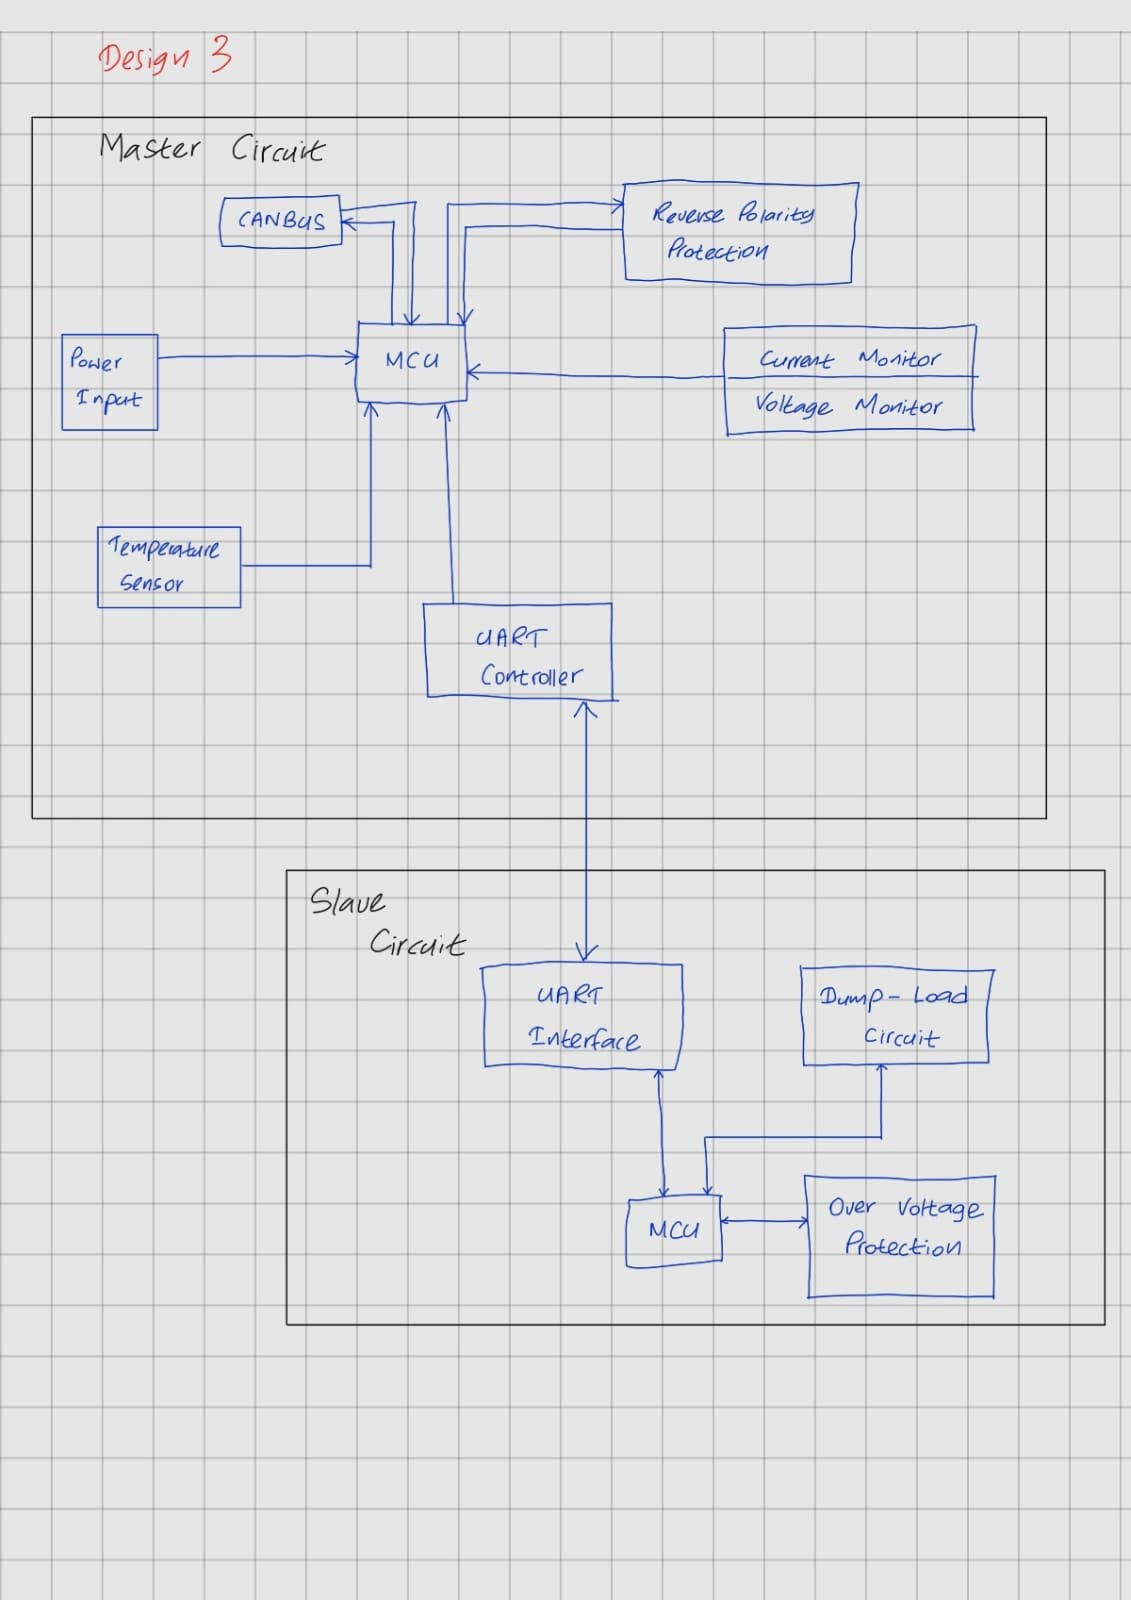 Design 3
Master Circuit
CANBUS
Reverse Polarity
Protection
Power
Input
MCU
Current Monitor
Voltage Monitor
Temperature
Sensor
UART
Controller
Slave
Circuit
UART
Interface
Dump-Load
Circuit
MCU
Over Voltage
Protection